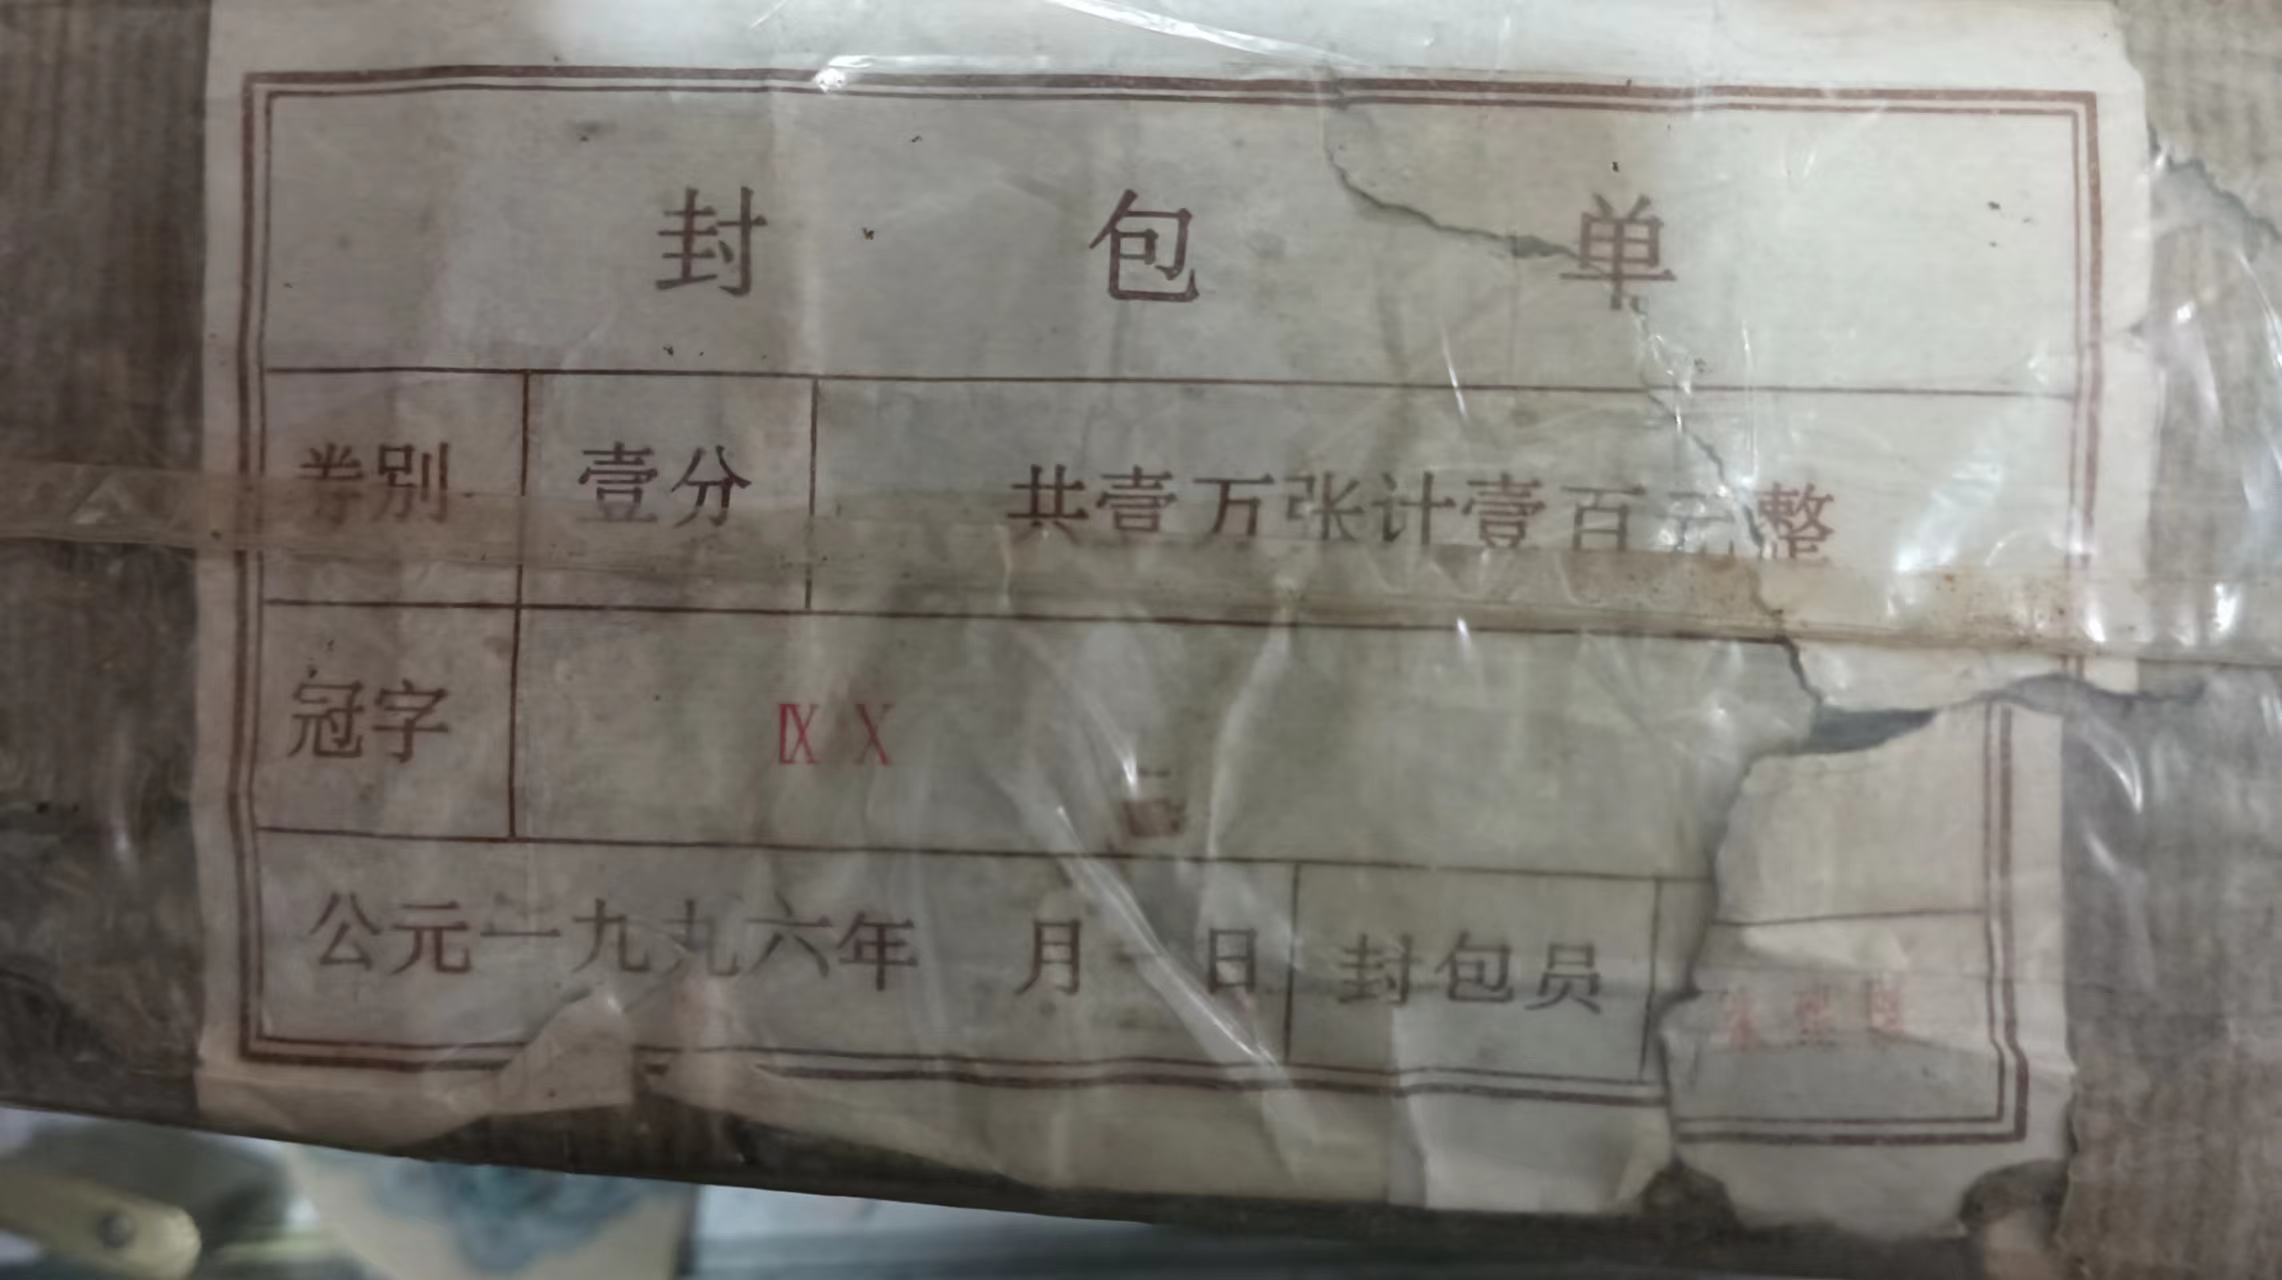 封包单
券别 壹分 共壹万张计壹百元整
冠字 Ⅸ Ⅹ
公元一九九六年 月 日 封包员